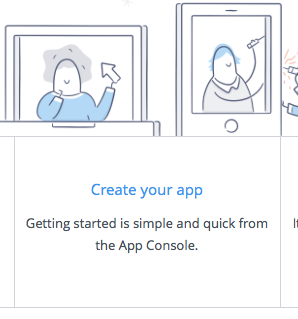 Create your app
Getting started is simple and quick from
the App Console.